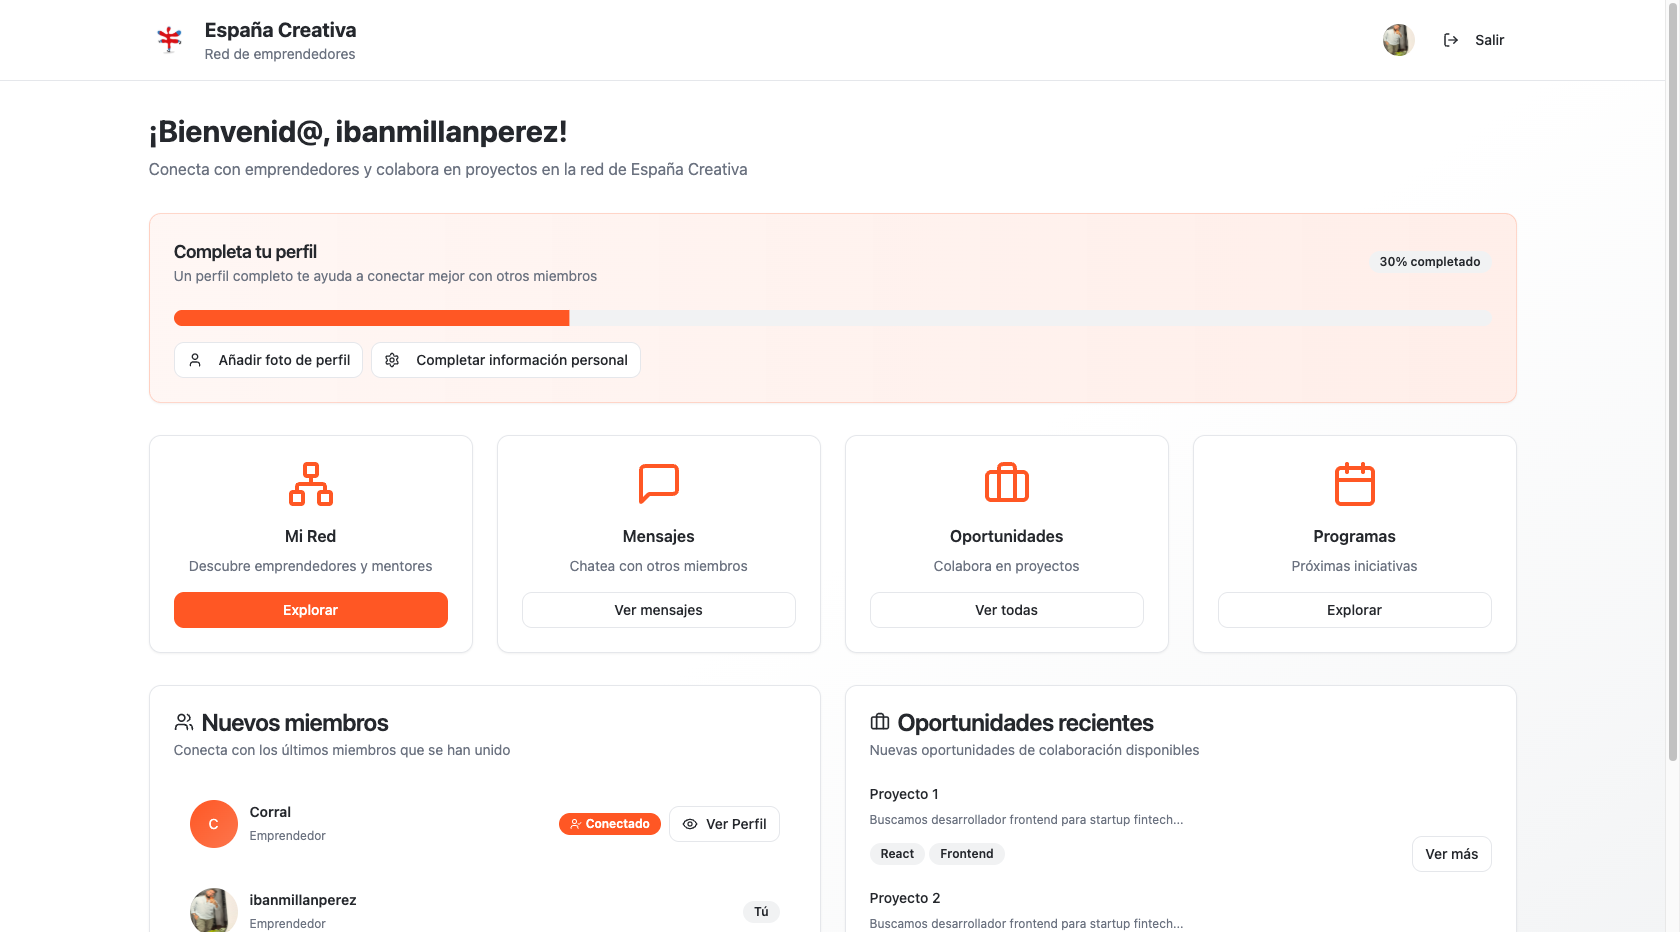 España Creativa
Red de emprendedores
Salir
¡Bienvenid@, ibanmillanperez!
Conecta con emprendedores y colabora en proyectos en la red de España Creativa
Completa tu perfil
Un perfil completo te ayuda a conectar mejor con otros miembros
30% completado
Añadir foto de perfil
Completar información personal
Mi Red
Descubre emprendedores y mentores
Explorar
Mensajes
Chatea con otros miembros
Ver mensajes
Oportunidades
Colabora en proyectos
Ver todas
Programas
Próximas iniciativas
Explorar
Nuevos miembros
Conecta con los últimos miembros que se han unido
C
Corral
Emprendedor
Conectado
Ver Perfil
ibanmillanperez
Emprendedor
Tú
Oportunidades recientes
Nuevas oportunidades de colaboración disponibles
Proyecto 1
Buscamos desarrollador frontend para startup fintech...
React
Frontend
Ver más
Proyecto 2
Buscamos desarrollador frontend para startup fintech...